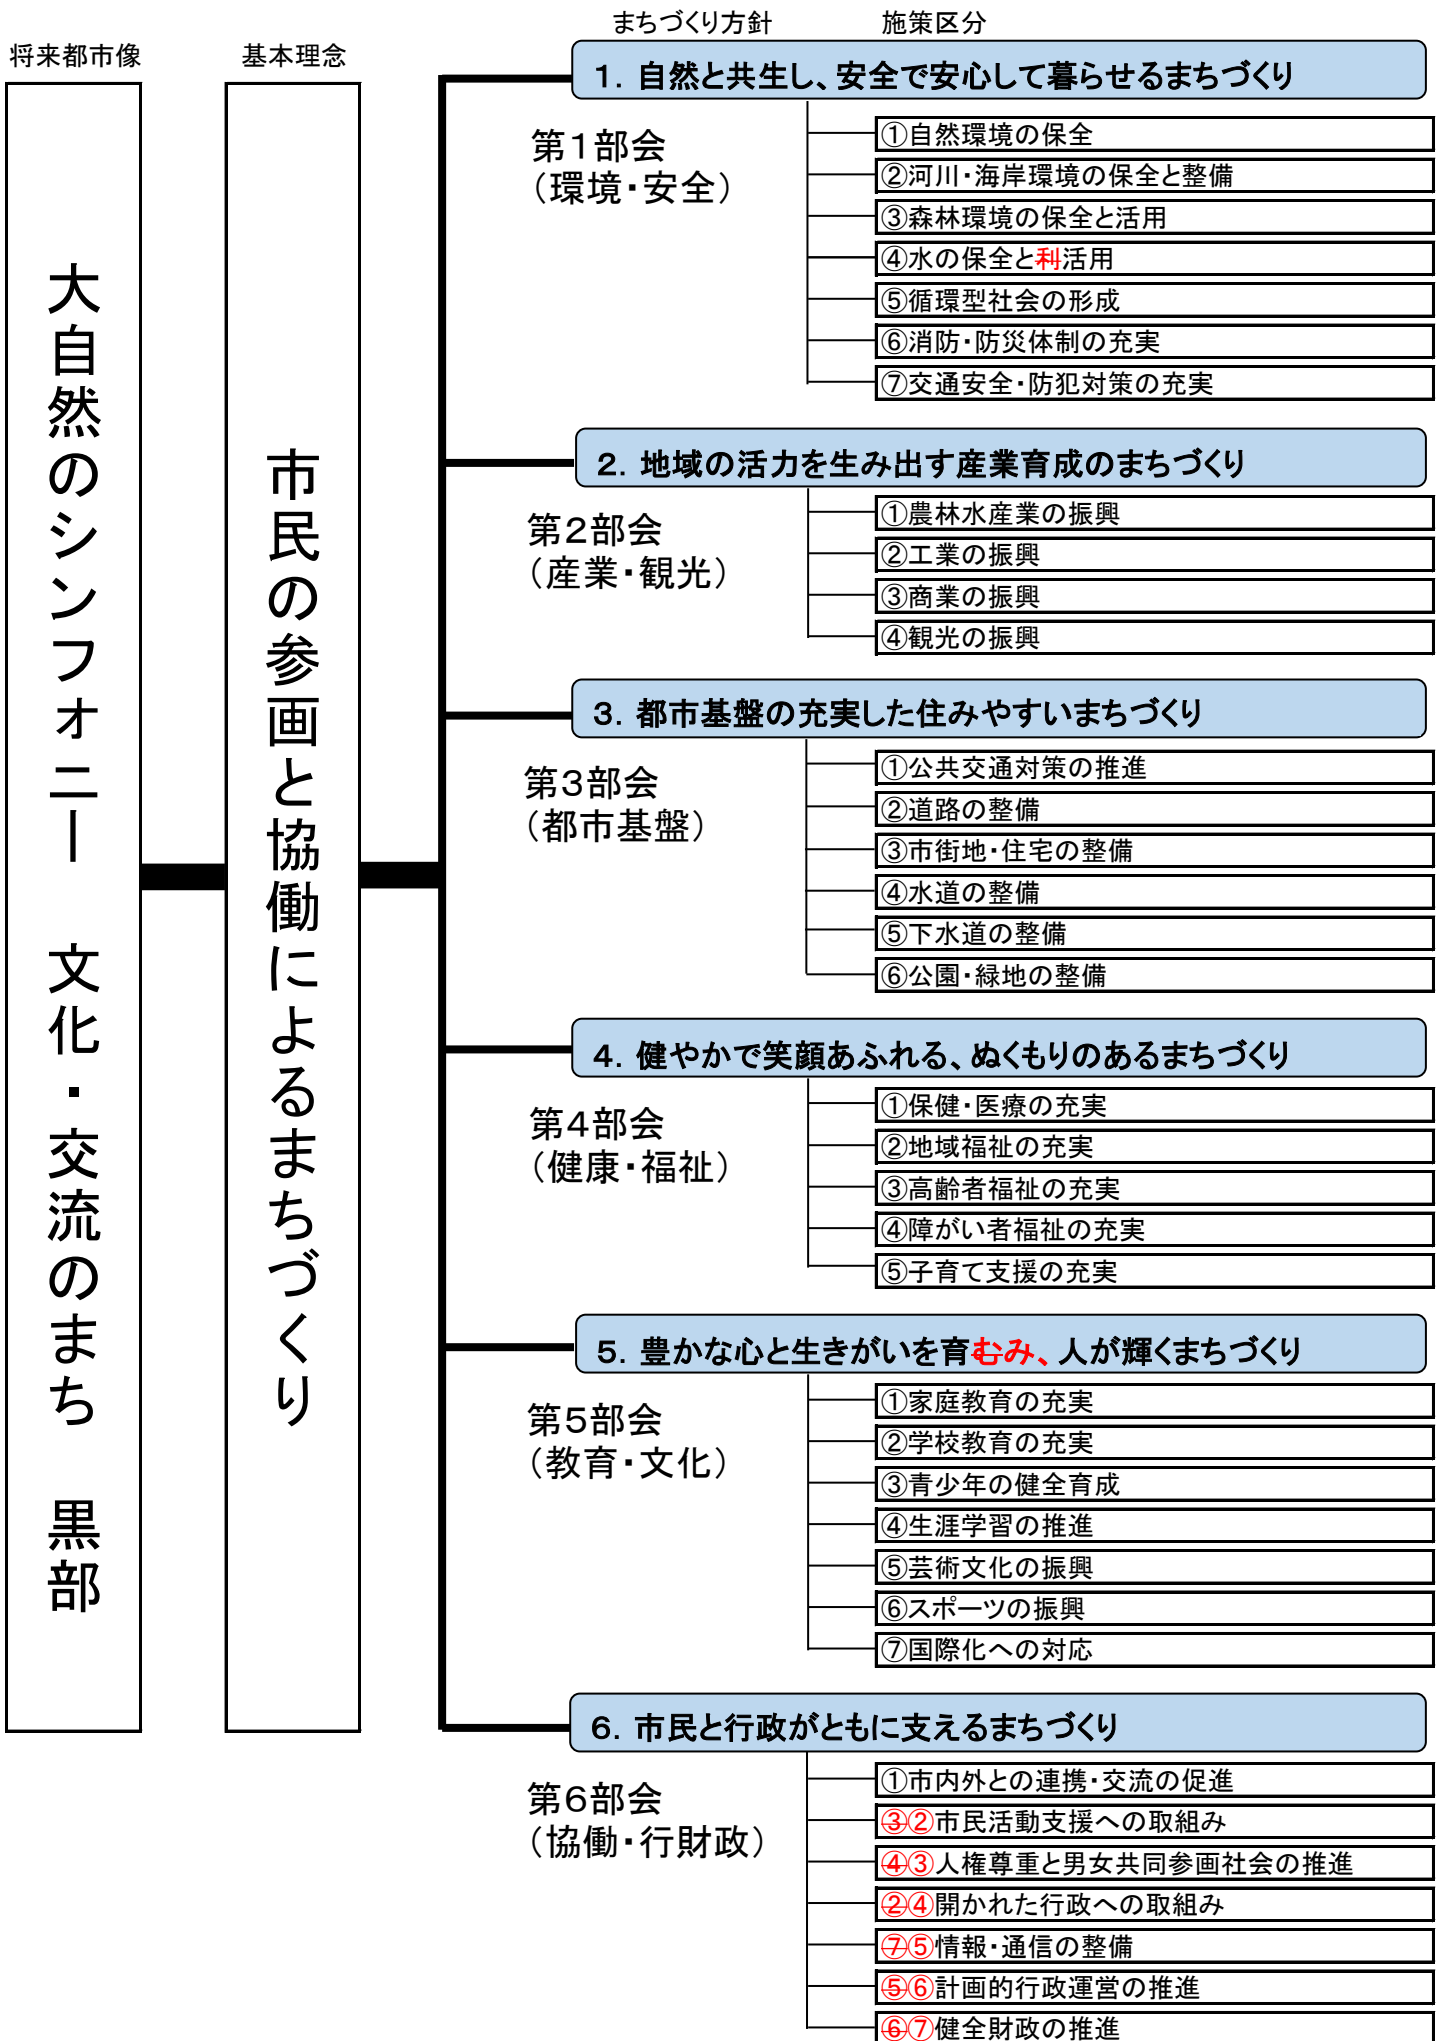 将来都市像
大自然のシンフォニー　文化・交流のまち　黒部
基本理念
市民の参画と協働によるまちづくり
まちづくり方針
施策区分
１．自然と共生し、安全で安心して暮らせるまちづくり
第１部会
（環境・安全）
①自然環境の保全
②河川・海岸環境の保全と整備
③森林環境の保全と活用
④水の保全と利活用
⑤循環型社会の形成
⑥消防・防災体制の充実
⑦交通安全・防犯対策の充実
２．地域の活力を生み出す産業育成のまちづくり
第２部会
（産業・観光）
①農林水産業の振興
②工業の振興
③商業の振興
④観光の振興
３．都市基盤の充実した住みやすいまちづくり
第３部会
（都市基盤）
①公共交通対策の推進
②道路の整備
③市街地・住宅の整備
④水道の整備
⑤下水道の整備
⑥公園・緑地の整備
４．健やかで笑顔あふれる、ぬくもりのあるまちづくり
第４部会
（健康・福祉）
①保健・医療の充実
②地域福祉の充実
③高齢者福祉の充実
④障がい者福祉の充実
⑤子育て支援の充実
５．豊かな心と生きがいを育むみ、人が輝くまちづくり
第５部会
（教育・文化）
①家庭教育の充実
②学校教育の充実
③青少年の健全育成
④生涯学習の推進
⑤芸術文化の振興
⑥スポーツの振興
⑦国際化への対応
６．市民と行政がともに支えるまちづくり
第６部会
（協働・行財政）
①市内外との連携・交流の促進
③②市民活動支援への取組み
④③人権尊重と男女共同参画社会の推進
②④開かれた行政への取組み
⑦⑤情報・通信の整備
⑤⑥計画的行政運営の推進
⑥⑦健全財政の推進